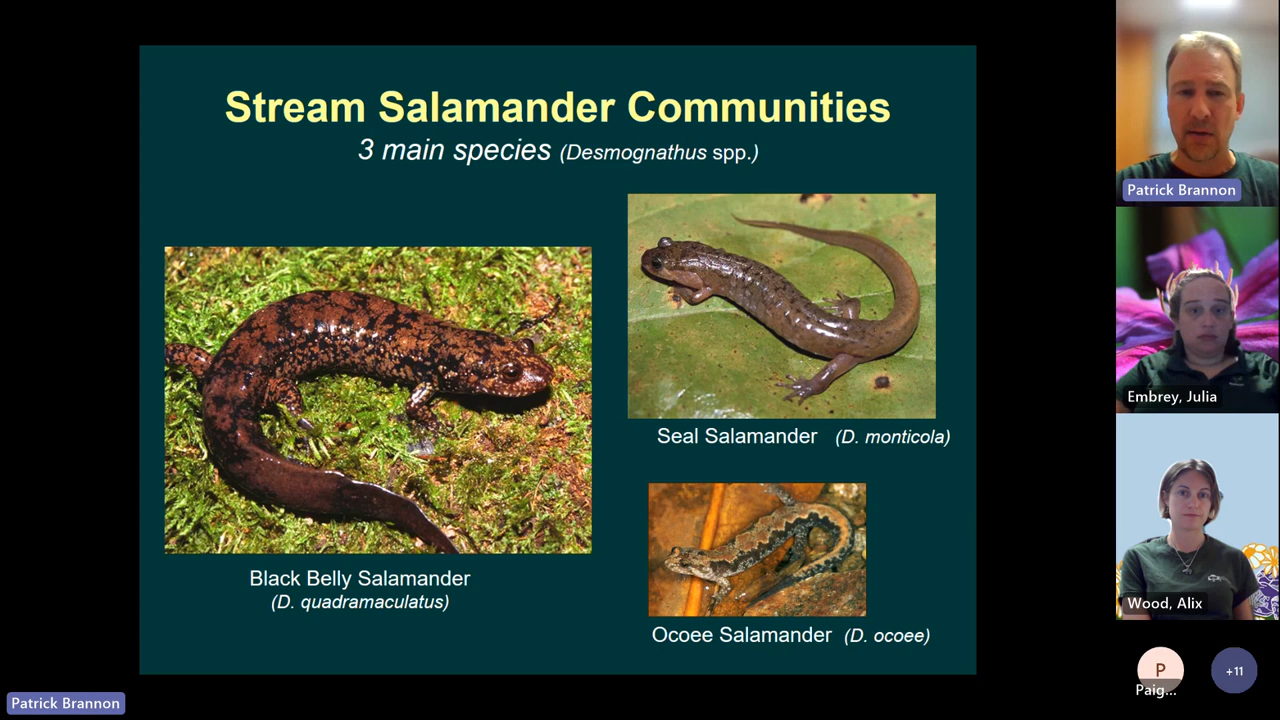 Stream Salamander Communities
3 main species (Desmognathus spp.)
Black Belly Salamander
(D. quadramaculatus)
Seal Salamander (D. monticola)
Ocoee Salamander (D. ocoee)
Patrick Brannon
Embrey, Julia
Wood, Alix
P
Paig...
+11
Patrick Brannon